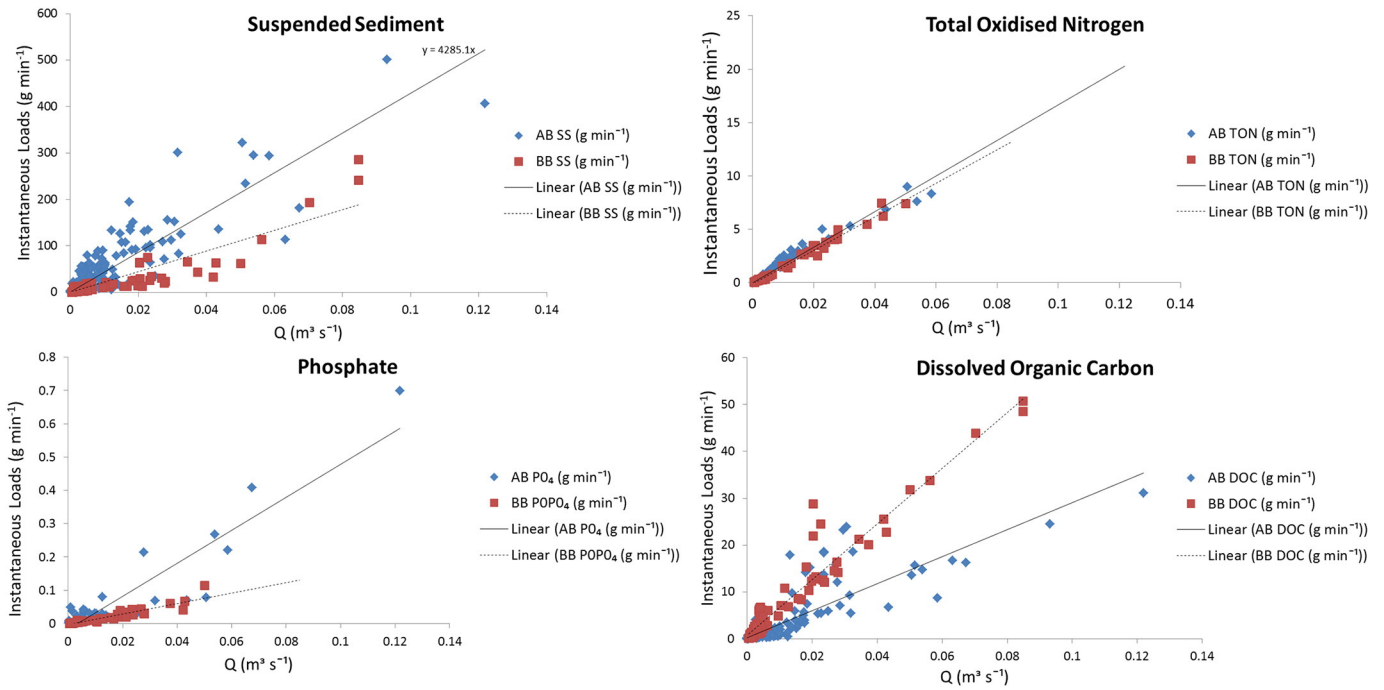 Suspended Sediment
600
500
400
300
200
100
0
0
0.02
0.04
0.06
0.08
0.1
0.12
0.14
Instantaneous Loads (g min⁻¹)
Q (m³ s⁻¹)
y = 4285.1x
AB SS (g min⁻¹)
BB SS (g min⁻¹)
Linear (AB SS (g min⁻¹))
Linear (BB SS (g min⁻¹))
Total Oxidised Nitrogen
25
20
15
10
5
0
0
0.02
0.04
0.06
0.08
0.1
0.12
0.14
Instantaneous Loads (g min⁻¹)
Q (m³ s⁻¹)
AB TON (g min⁻¹)
BB TON (g min⁻¹)
Linear (AB TON (g min⁻¹))
Linear (BB TON (g min⁻¹))
Phosphate
0.8
0.7
0.6
0.5
0.4
0.3
0.2
0.1
0
0
0.02
0.04
0.06
0.08
0.1
0.12
0.14
Instantaneous Loads (g min⁻¹)
Q (m³ s⁻¹)
AB P0₄ (g min⁻¹)
BB P0P0₄ (g min⁻¹)
Linear (AB P0₄ (g min⁻¹))
Linear (BB P0P0₄ (g min⁻¹))
Dissolved Organic Carbon
60
50
40
30
20
10
0
0
0.02
0.04
0.06
0.08
0.1
0.12
0.14
Instantaneous Loads (g min⁻¹)
Q (m³ s⁻¹)
AB DOC (g min⁻¹)
BB DOC (g min⁻¹)
Linear (AB DOC (g min⁻¹))
Linear (BB DOC (g min⁻¹))